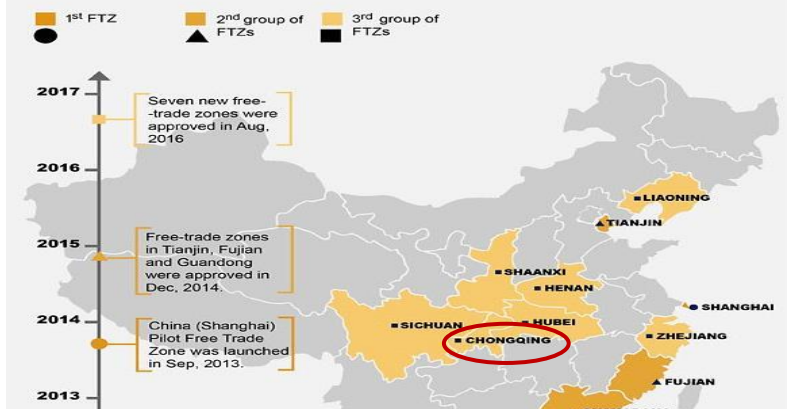 1st FTZ
2nd group of
FTZs
3rd group of
FTZs
2017
Seven new free-
-trade zones were
approved in Aug,
2016
2016
LIAONING
TIANJIN
2015
Free-trade zones
in Tianjin, Fujian
and Guandong
were approved in
Dec, 2014.
SHAANXI
HENAN
SHANGHAI
2014
China (Shanghai)
Pilot Free Trade
Zone was launched
in Sep, 2013.
SICHUAN
HUBEI
CHONGQING
ZHEJIANG
FUJIAN
2013